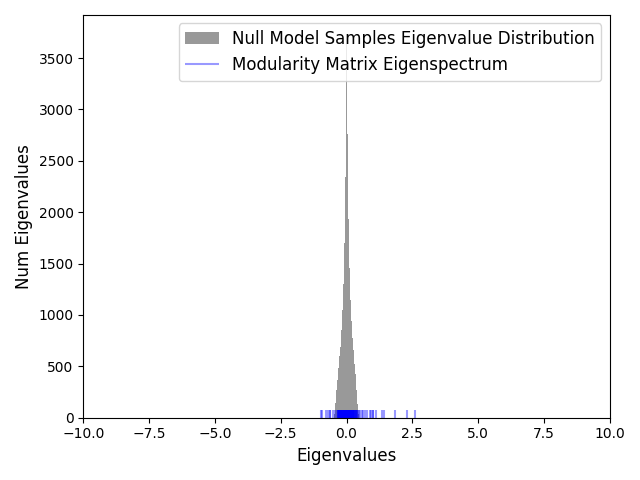 Null Model Samples Eigenvalue Distribution
Modularity Matrix Eigenspectrum
Num Eigenvalues
3500
3000
2500
2000
1500
1000
500
0
−10.0 −7.5 −5.0 −2.5 0.0 2.5 5.0 7.5 10.0
Eigenvalues